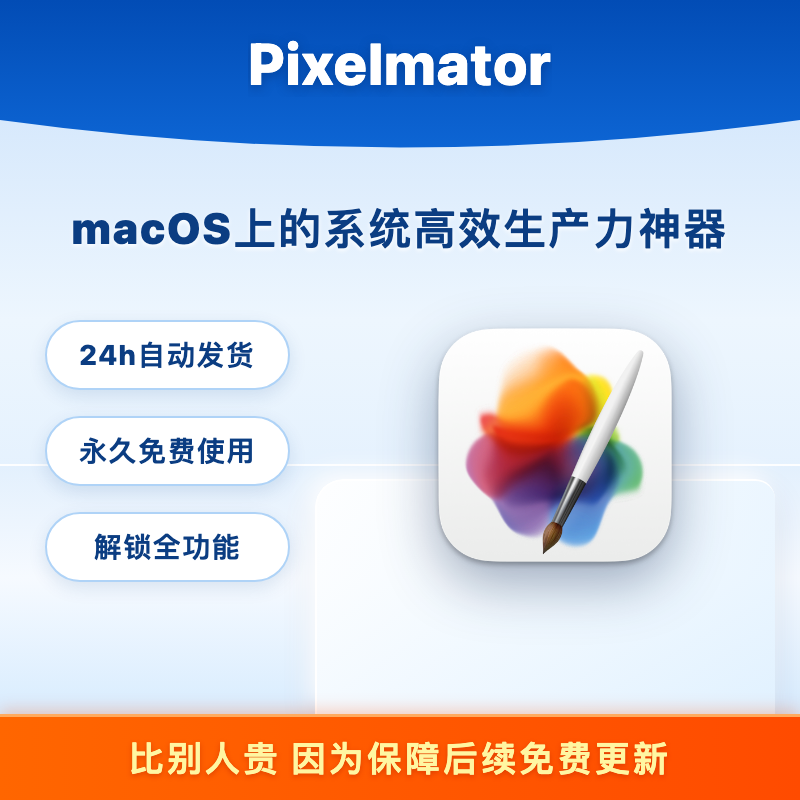 Pixelmator
macOS上的系统高效生产力神器
24h自动发货
永久免费使用
解锁全功能
比别人贵 因为保障后续免费更新